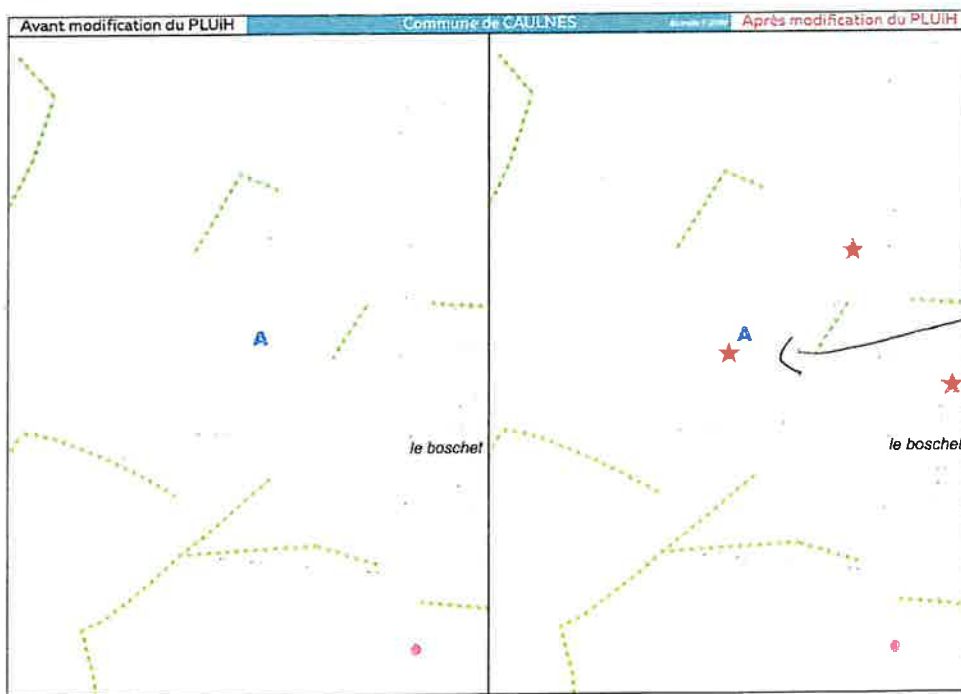 Avant modification du PLUiH
Commune de CAULNES
Après modification du PLUiH
A
A
le boschet
le boschet